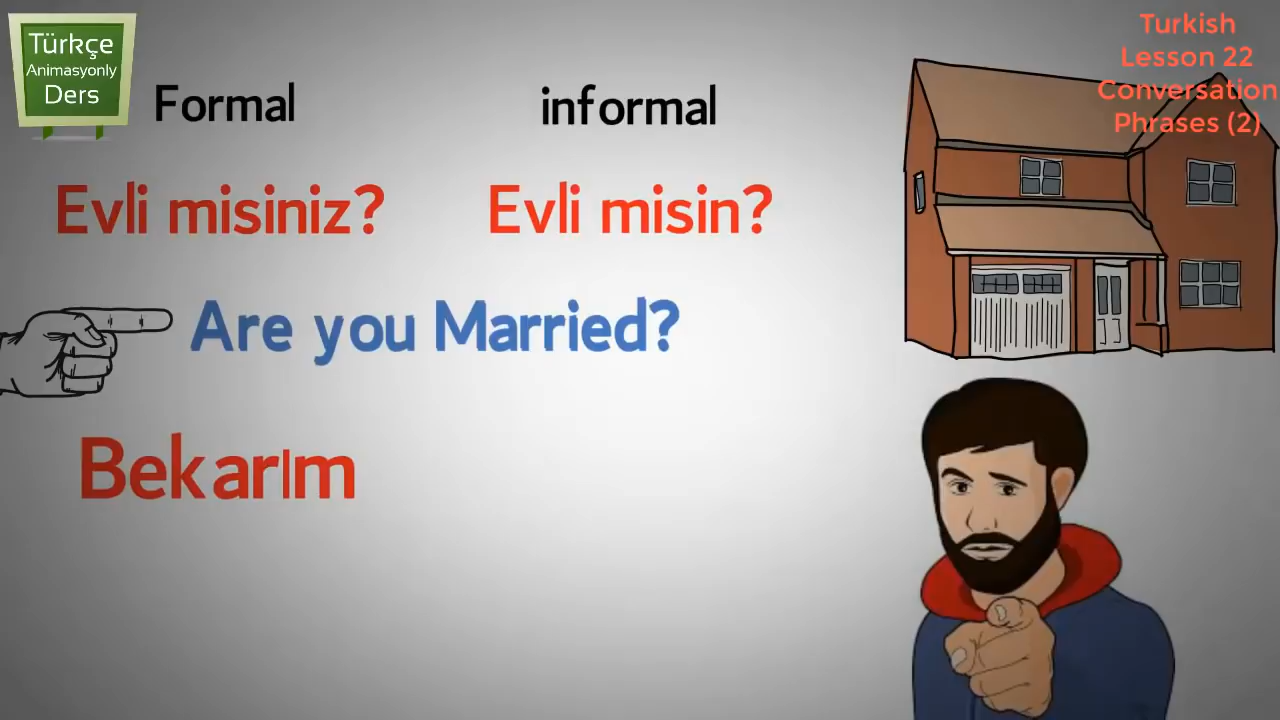 Türkçe
Animasyonly
Ders
Turkish
Lesson 22
Conversation
Phrases (2)
Formal informal
Evli misiniz? Evli misin?
Are you Married?
Bekarım